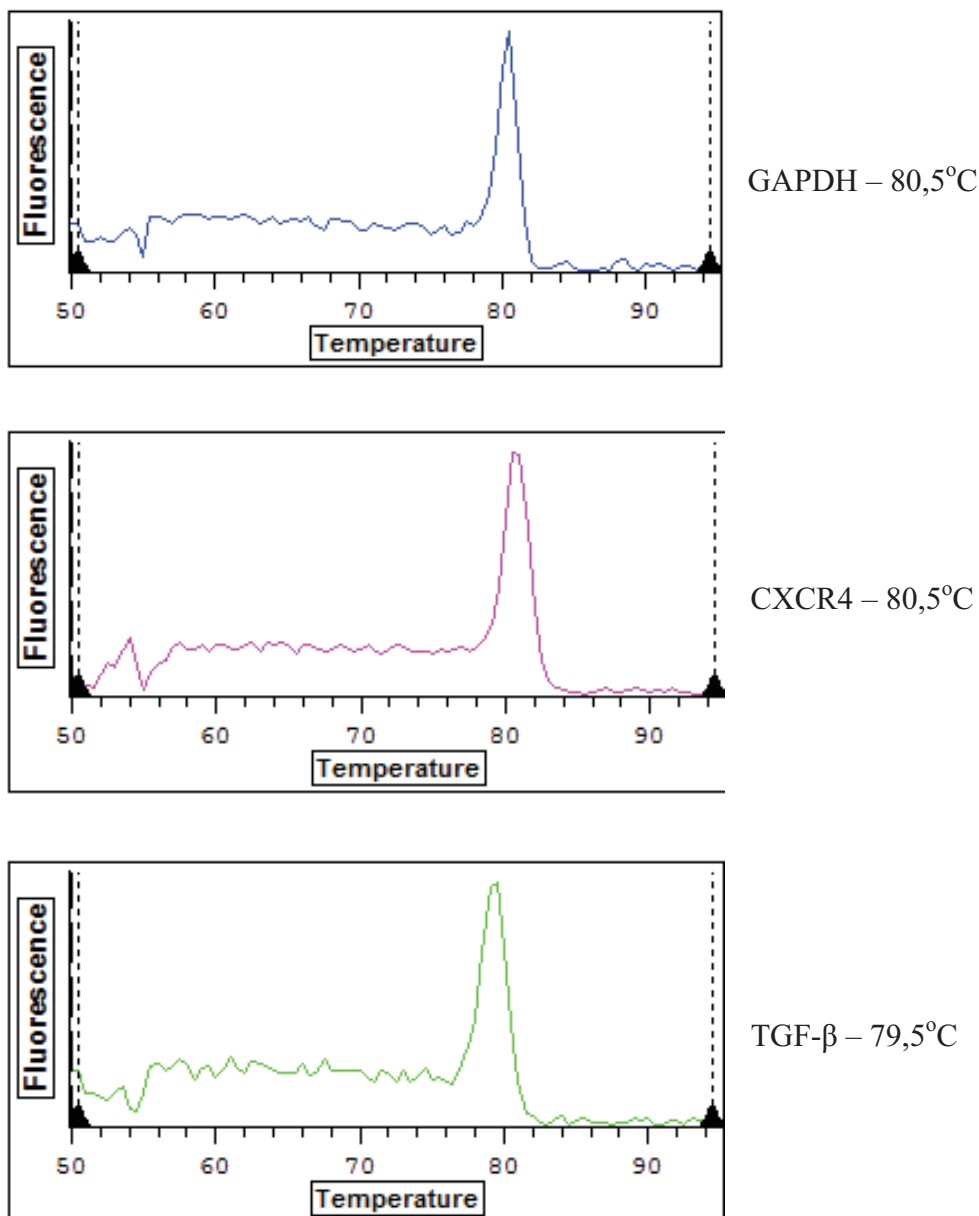 Fluorescence
50 60 70 80 90
Temperature
GAPDH – 80,5°C
Fluorescence
50 60 70 80 90
Temperature
CXCR4 – 80,5°C
Fluorescence
50 60 70 80 90
Temperature
TGF-β – 79,5°C